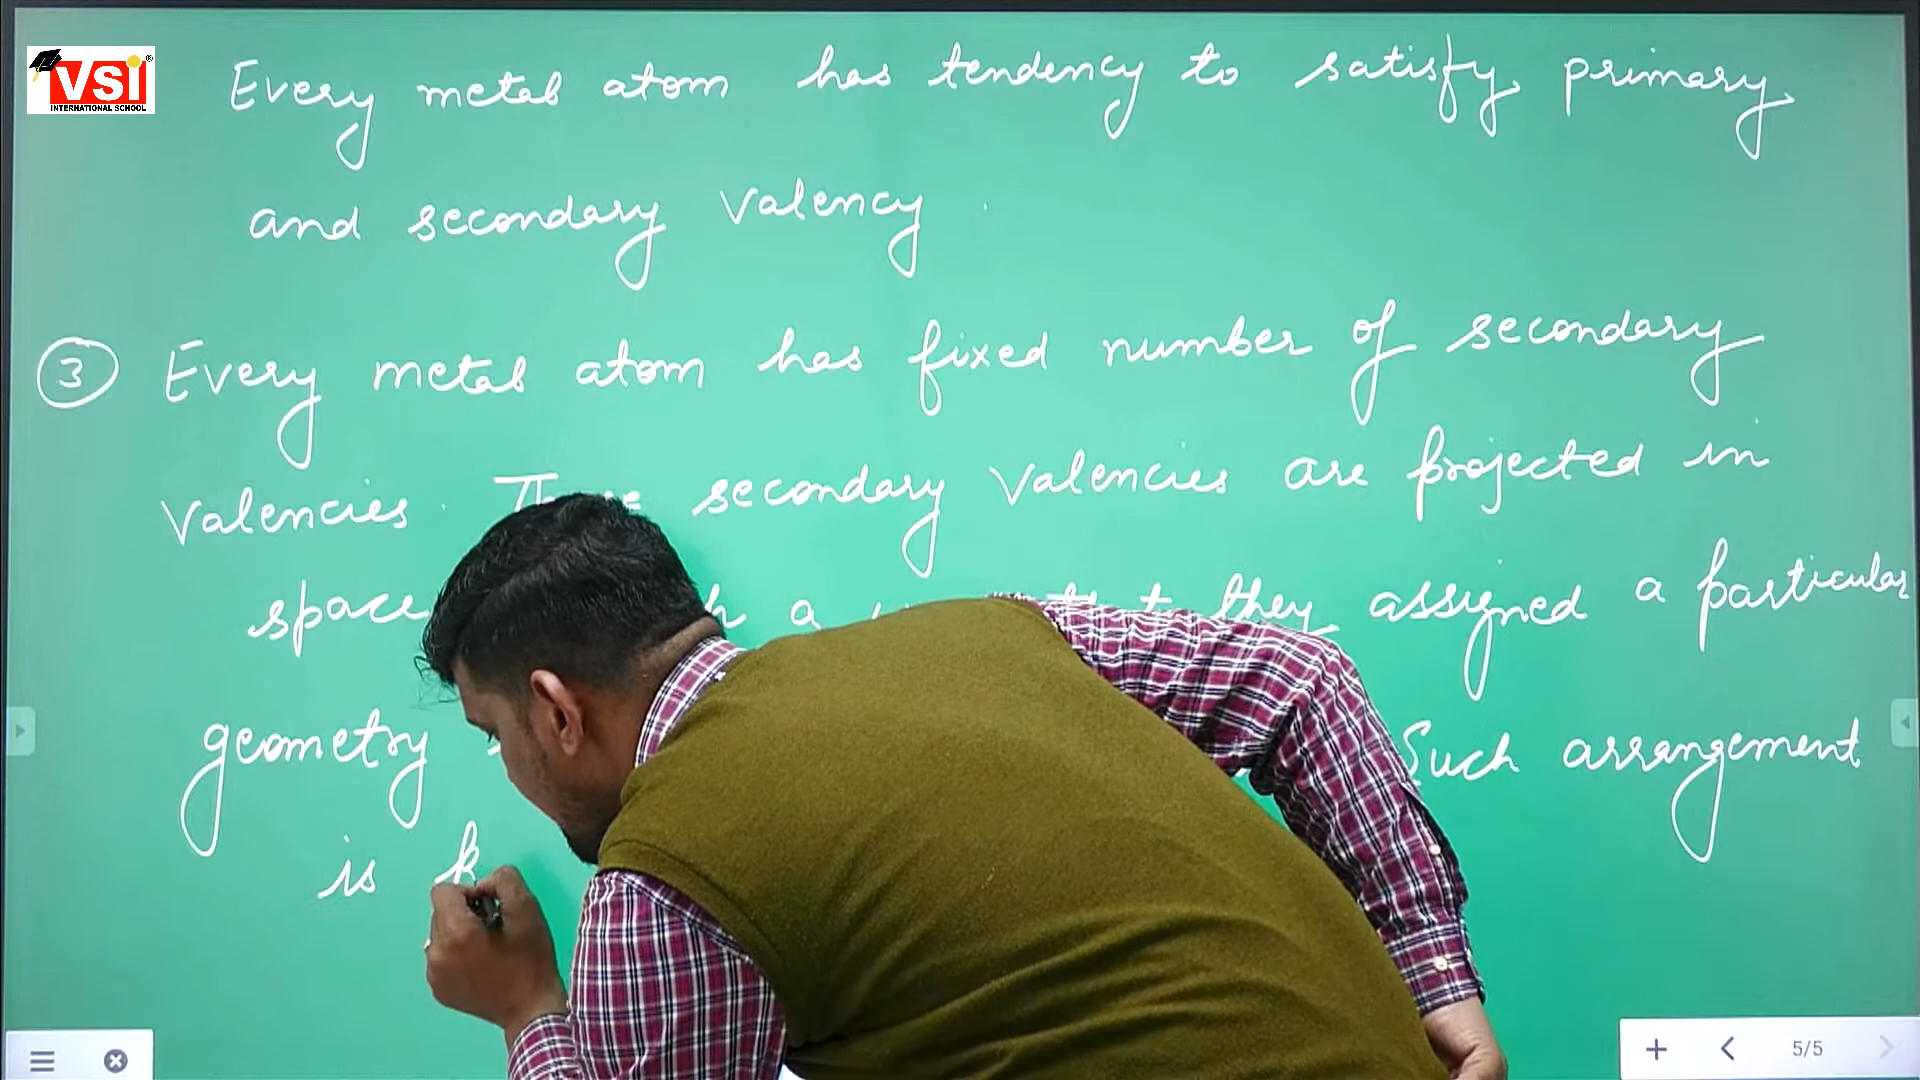 VSI
INTERNATIONAL SCHOOL
Every metal atom has tendency to satisfy primary
and secondary valency.
③ Every metal atom has fixed number of secondary
valencies. secondary valencies are projected in
space a they assigned a particular
geometry Such arrangement
is
5/5